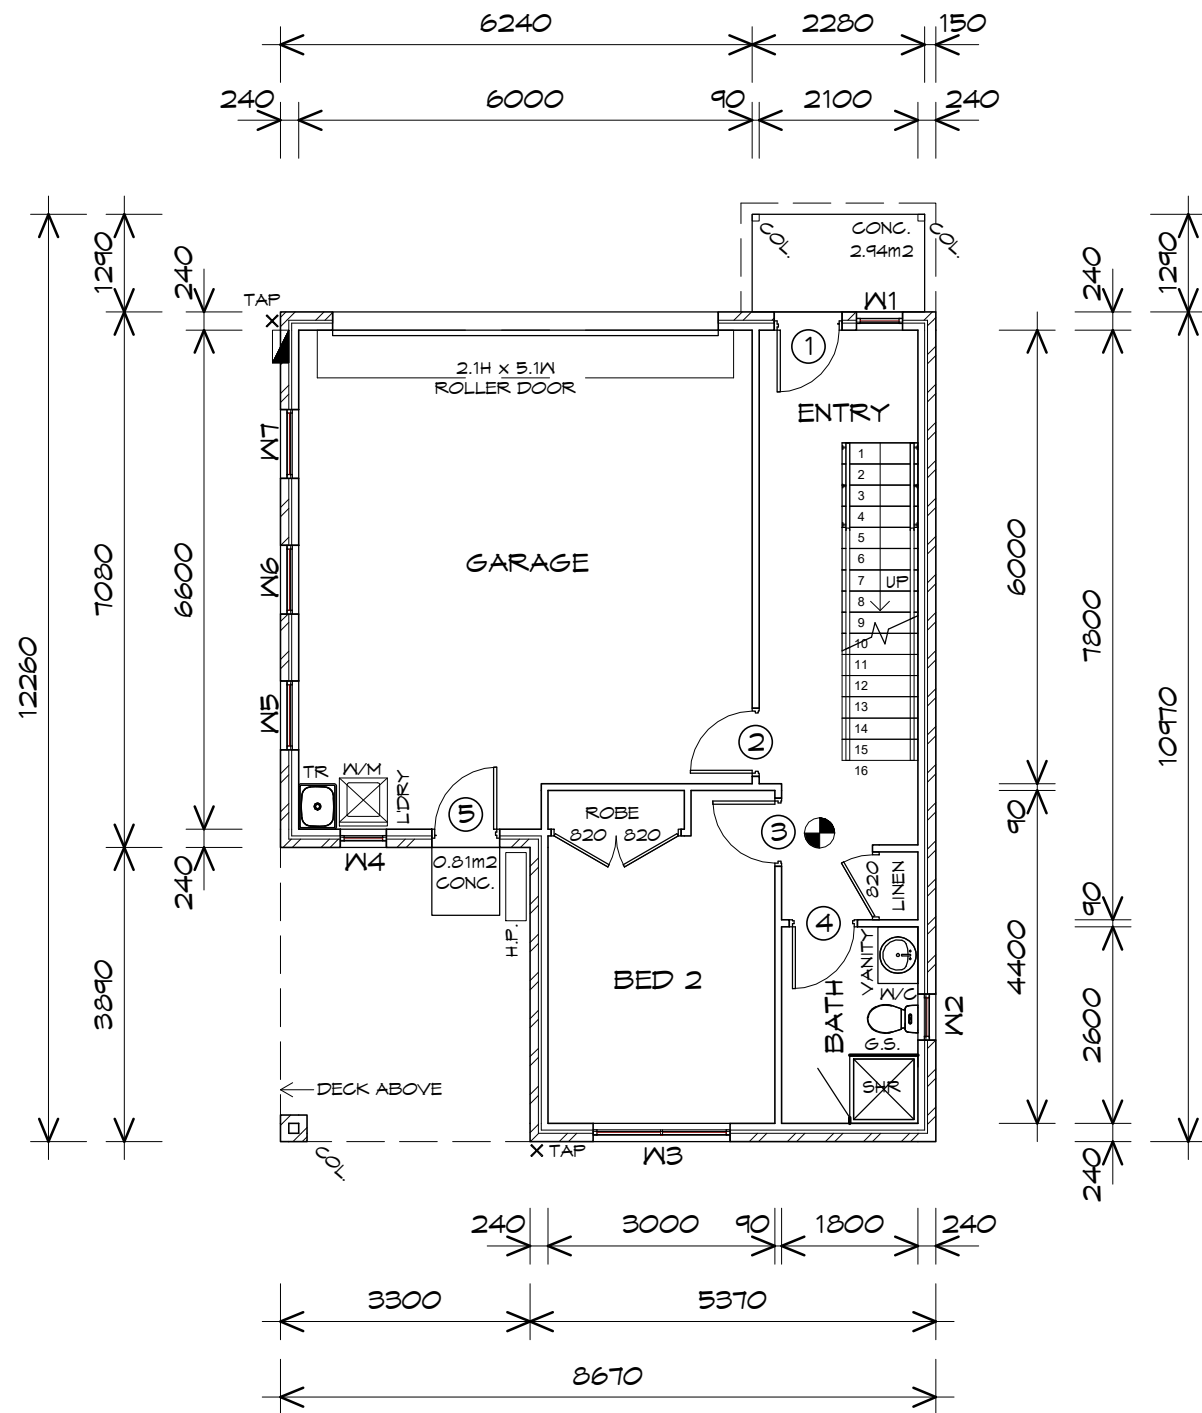 6240
2280
150
240
6000
90
2100
240
12260
1290
240
7080
6600
240
3890
TAP
COL.
CONC.
2.94m2
COL.
W1
1
2.1H x 5.1W
ROLLER DOOR
ENTRY
W7
W6
W5
GARAGE
1
2
3
4
5
6
7
UP
8
9
10
11
12
13
14
15
16
2
TR
W/M
L'DRY
5
ROBE
820
820
3
W4
0.81m2
CONC.
H.P.
820
LINEN
4
BED 2
BATH
VANITY
W/C
G.S.
SHR
W2
DECK ABOVE
COL.
TAP
W3
240
1290
6000
7800
10970
90
90
4400
2600
240
240
3000
90
1800
240
3300
5370
8670